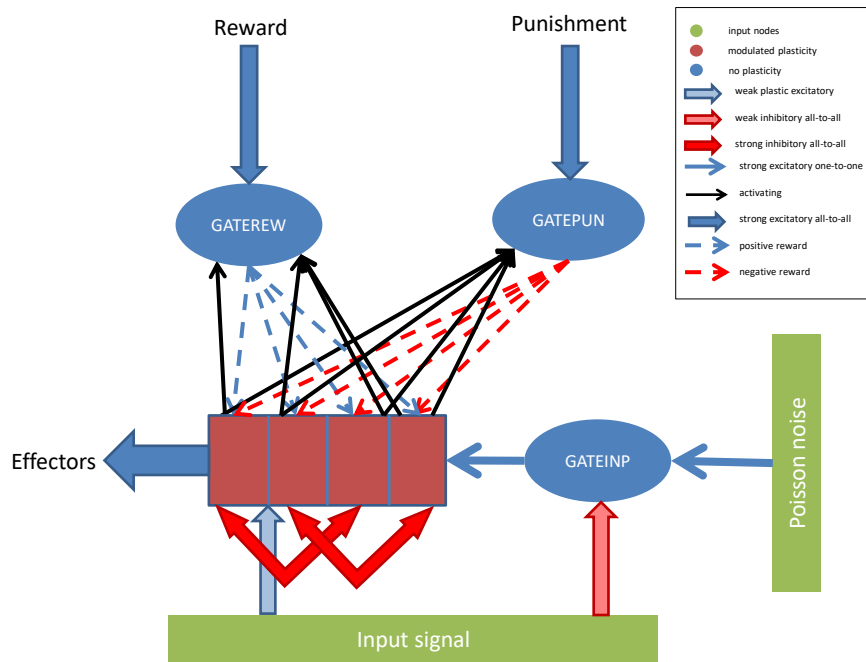 Reward
Punishment
input nodes
modulated plasticity
no plasticity
weak plastic excitatory
weak inhibitory all-to-all
strong inhibitory all-to-all
strong excitatory one-to-one
activating
strong excitatory all-to-all
positive reward
negative reward
GATEREW
GATEPUN
Effectors
GATEINP
Poisson noise
Input signal